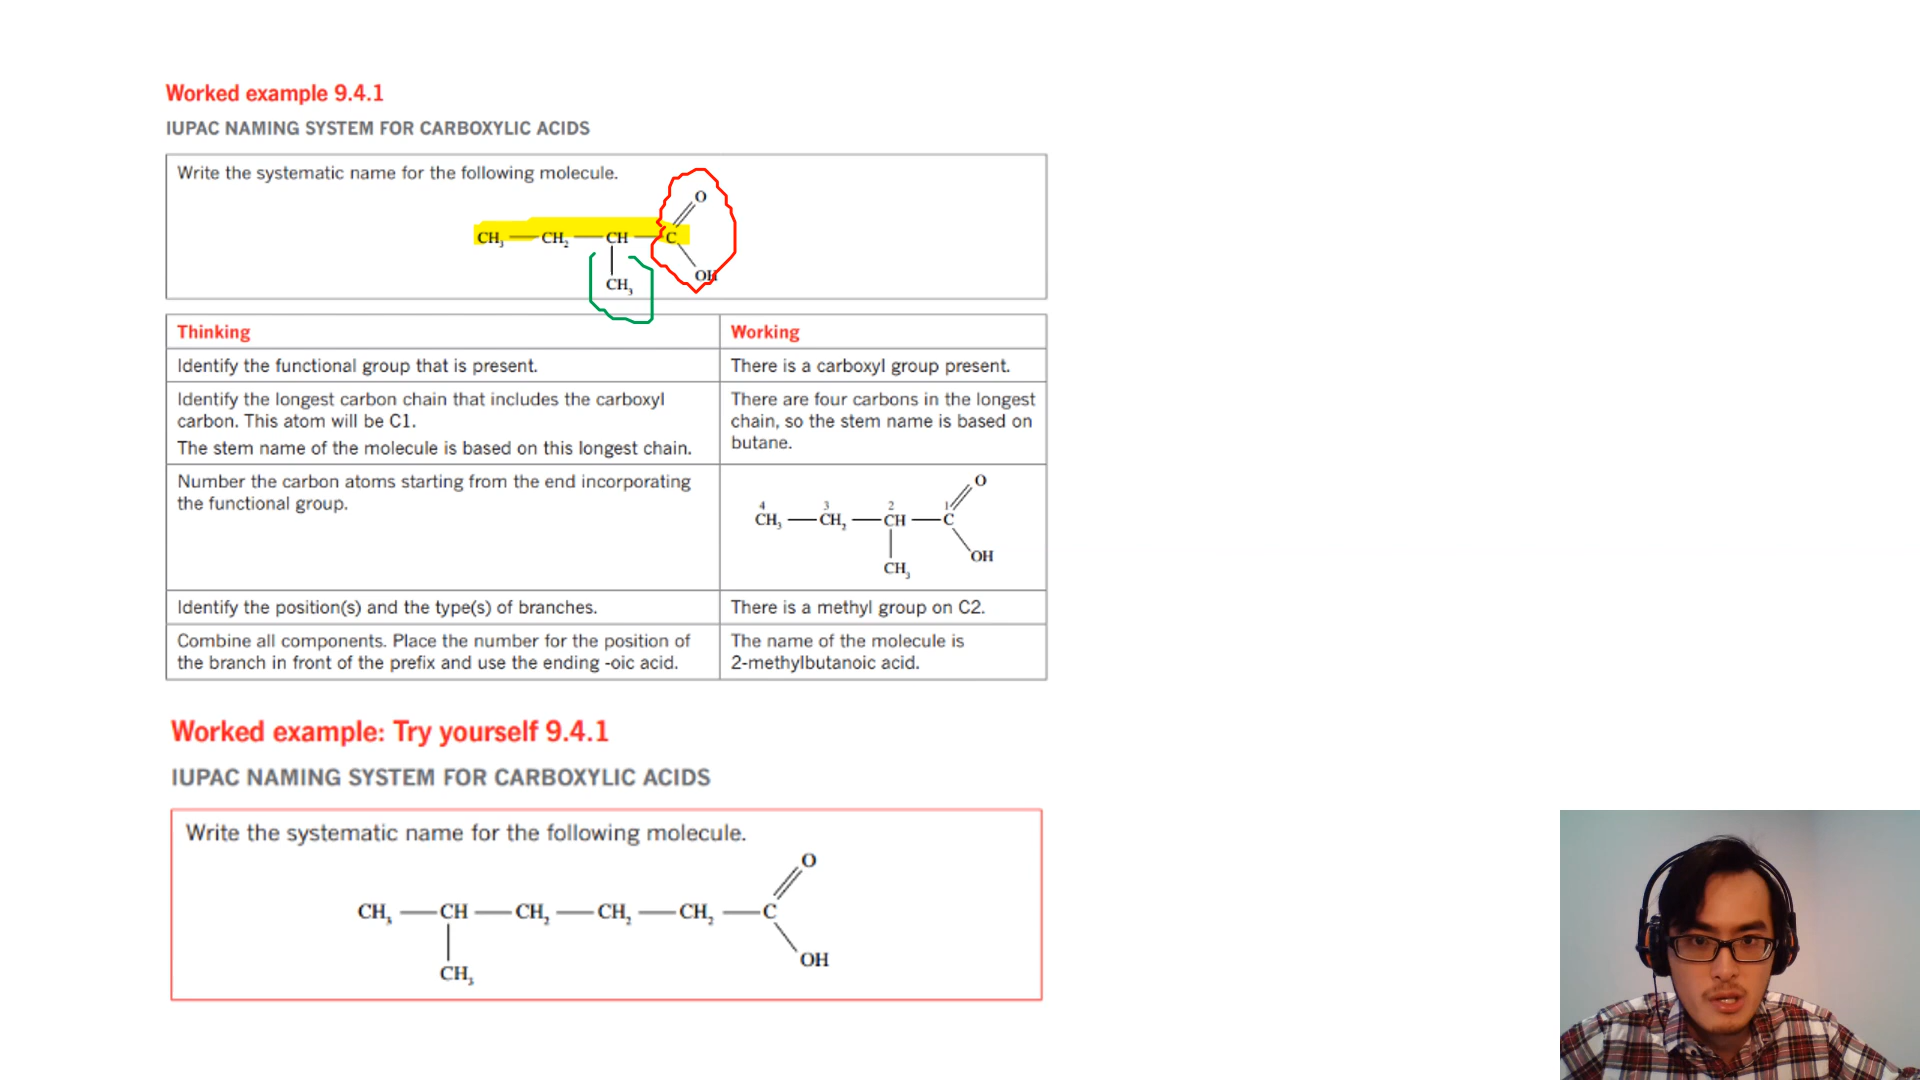 Worked example 9.4.1
IUPAC NAMING SYSTEM FOR CARBOXYLIC ACIDS
Write the systematic name for the following molecule.
O
CH₃ — CH₂ — CH — C
OH
CH₃
Thinking
Working
Identify the functional group that is present.
There is a carboxyl group present.
Identify the longest carbon chain that includes the carboxyl
carbon. This atom will be C1.
The stem name of the molecule is based on this longest chain.
There are four carbons in the longest
chain, so the stem name is based on
butane.
Number the carbon atoms starting from the end incorporating
the functional group.
O
4 3 2 1
CH₃ — CH₂ — CH — C
OH
CH₃
Identify the position(s) and the type(s) of branches.
There is a methyl group on C2.
Combine all components. Place the number for the position of
the branch in front of the prefix and use the ending -oic acid.
The name of the molecule is
2-methylbutanoic acid.
Worked example: Try yourself 9.4.1
IUPAC NAMING SYSTEM FOR CARBOXYLIC ACIDS
Write the systematic name for the following molecule.
O
CH₃ — CH — CH₂ — CH₂ — CH₂ — C
OH
CH₃